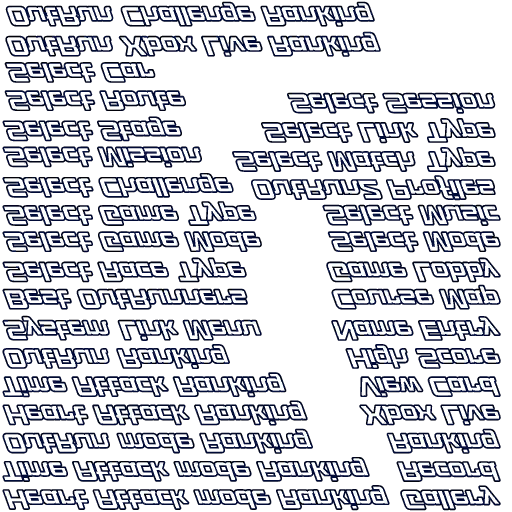 OutRun Challenge Ranking
OutRun Xbox Live Ranking
Select Car
Select Route
Select Session
Select Stage
Select Link Type
Select Mission
Select Match Type
Select Challenge
OutRun2 Profiles
Select Game Type
Select Music
Select Game Mode
Select Mode
Select Race Type
Game Lobby
Best OutRunners
Course Map
System Link Menu
Name Entry
OutRun Ranking
High Score
Time Attack Ranking
View Card
Heart Attack Ranking
Xbox Live
OutRun mode Ranking
Ranking
Time Attack mode Ranking
Record
Heart Attack mode Ranking
Gallery